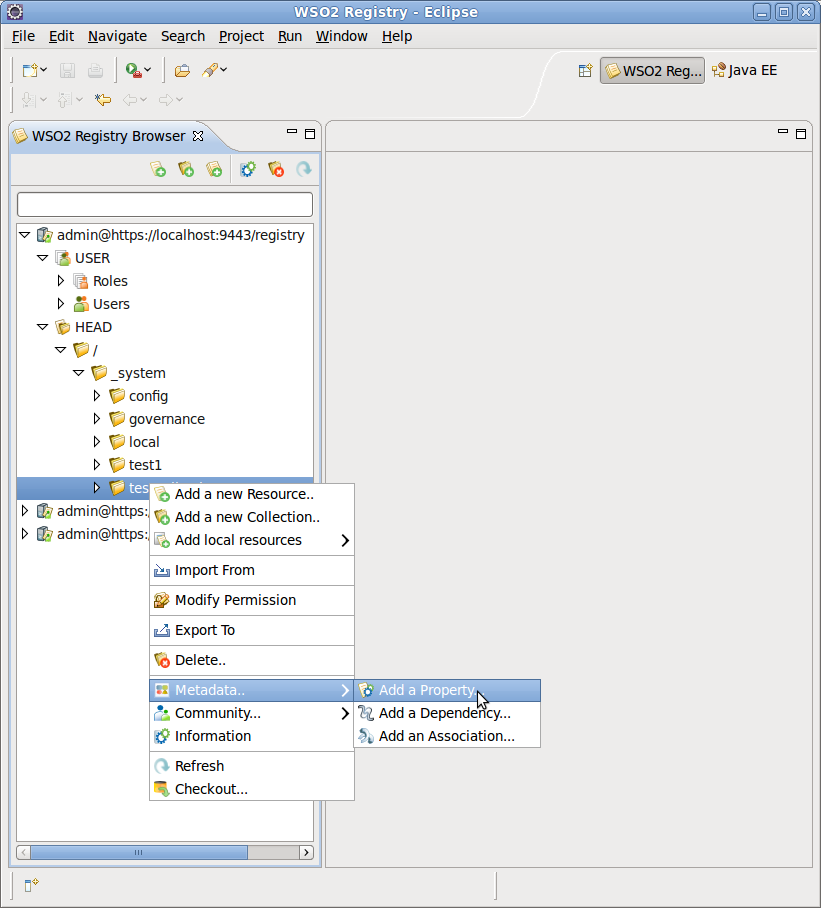 WSO2 Registry - Eclipse
File Edit Navigate Search Project Run Window Help
WSO2 Reg... Java EE
WSO2 Registry Browser
admin@https://localhost:9443/registry
USER
Roles
Users
HEAD
/
_system
config
governance
local
test1
admin@https:
admin@https:
Add a new Resource..
Add a new Collection..
Add local resources
Import From
Modify Permission
Export To
Delete..
Metadata..
Community...
Information
Refresh
Checkout...
Add a Property..
Add a Dependency...
Add an Association...